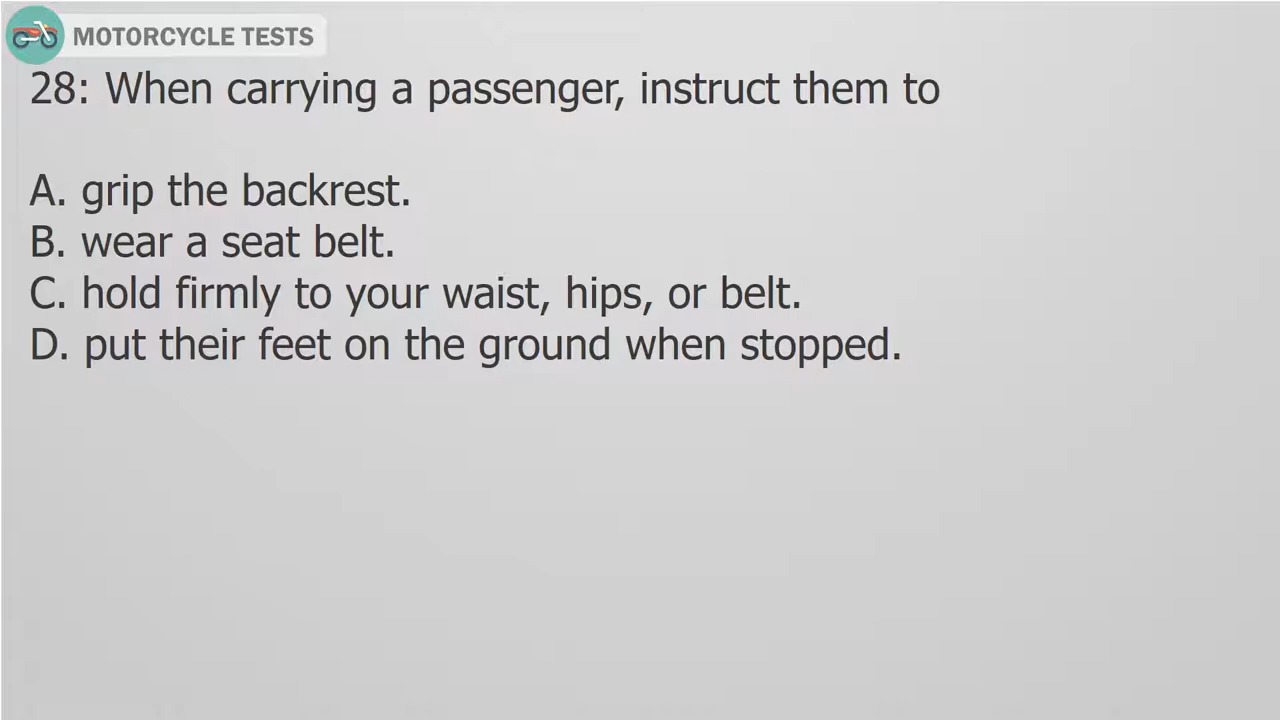 MOTORCYCLE TESTS
28: When carrying a passenger, instruct them to
A. grip the backrest.
B. wear a seat belt.
C. hold firmly to your waist, hips, or belt.
D. put their feet on the ground when stopped.